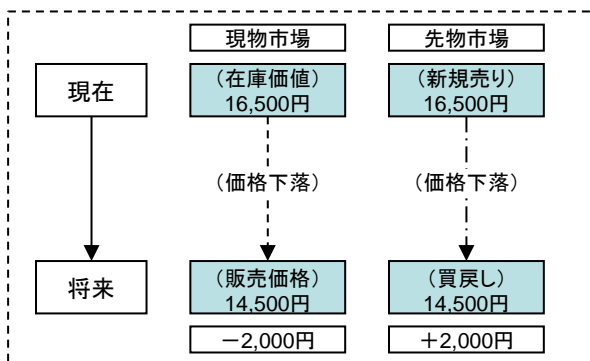 現物市場 先物市場
現在
（在庫価値） （新規売り）
16,500円 16,500円
（価格下落） （価格下落）
将来
（販売価格） （買戻し）
14,500円 14,500円
－2,000円 ＋2,000円